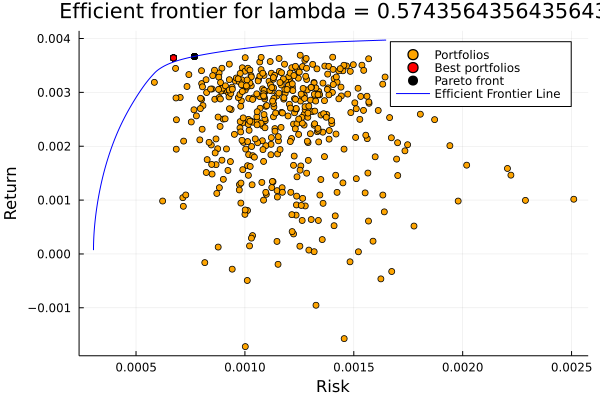 Efficient frontier for lambda = 0.5743564356435643
0.004
0.003
0.002
0.001
0.000
−0.001
Return
Portfolios
Best portfolios
Pareto front
Efficient Frontier Line
0.0005
0.0010
0.0015
0.0020
0.0025
Risk